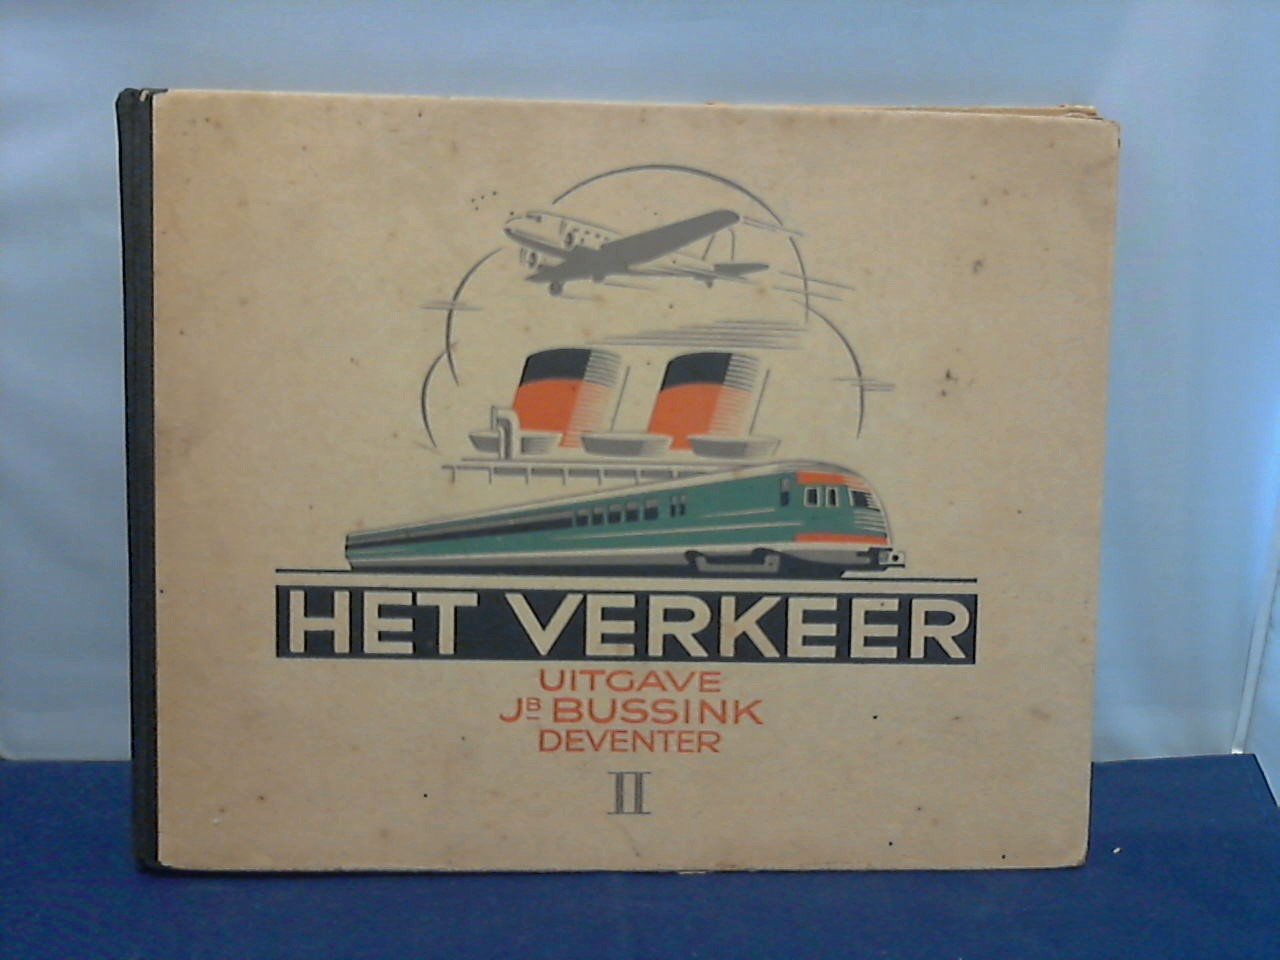 HET VERKEER
UITGAVE
JB BUSSINK
DEVENTER
II